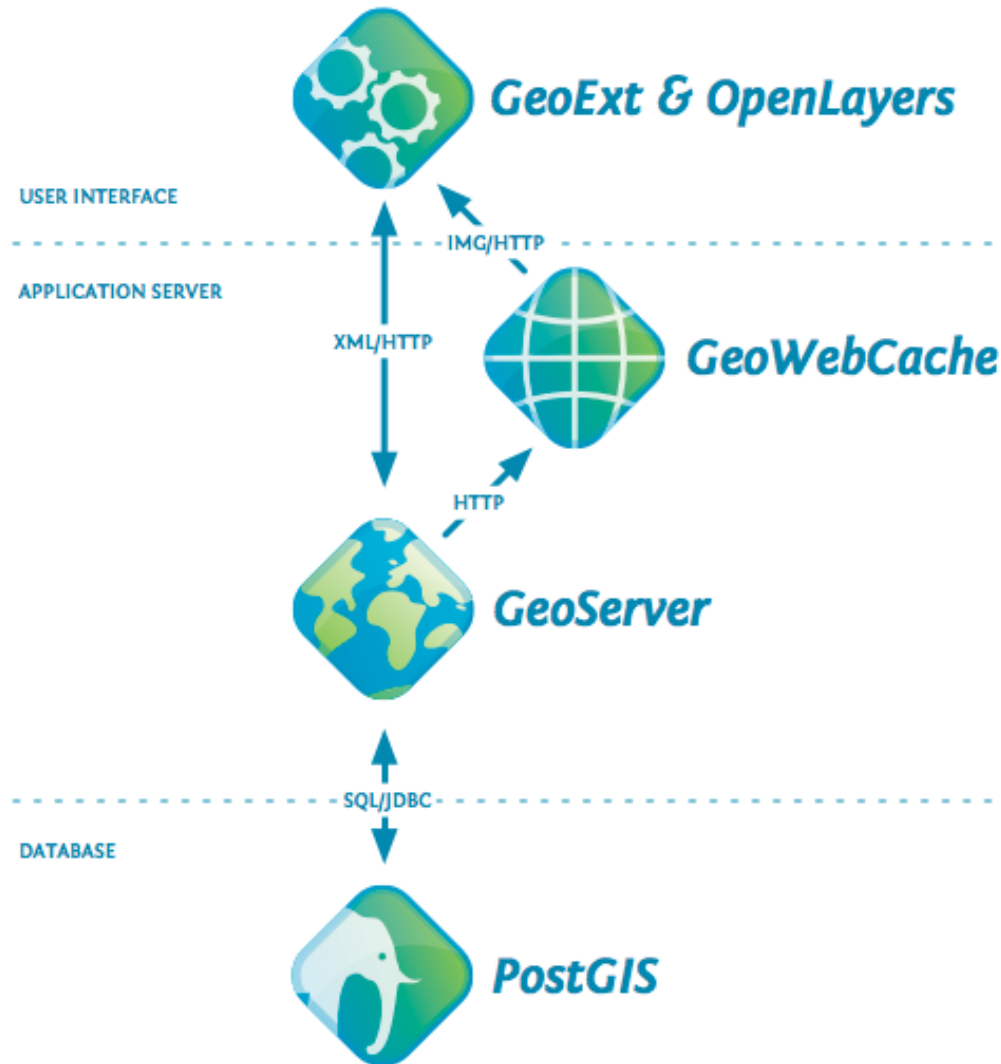 GeoExt & OpenLayers
USER INTERFACE
IMG/HTTP
APPLICATION SERVER
XML/HTTP
GeoWebCache
HTTP
GeoServer
SQL/JDBC
DATABASE
PostGIS